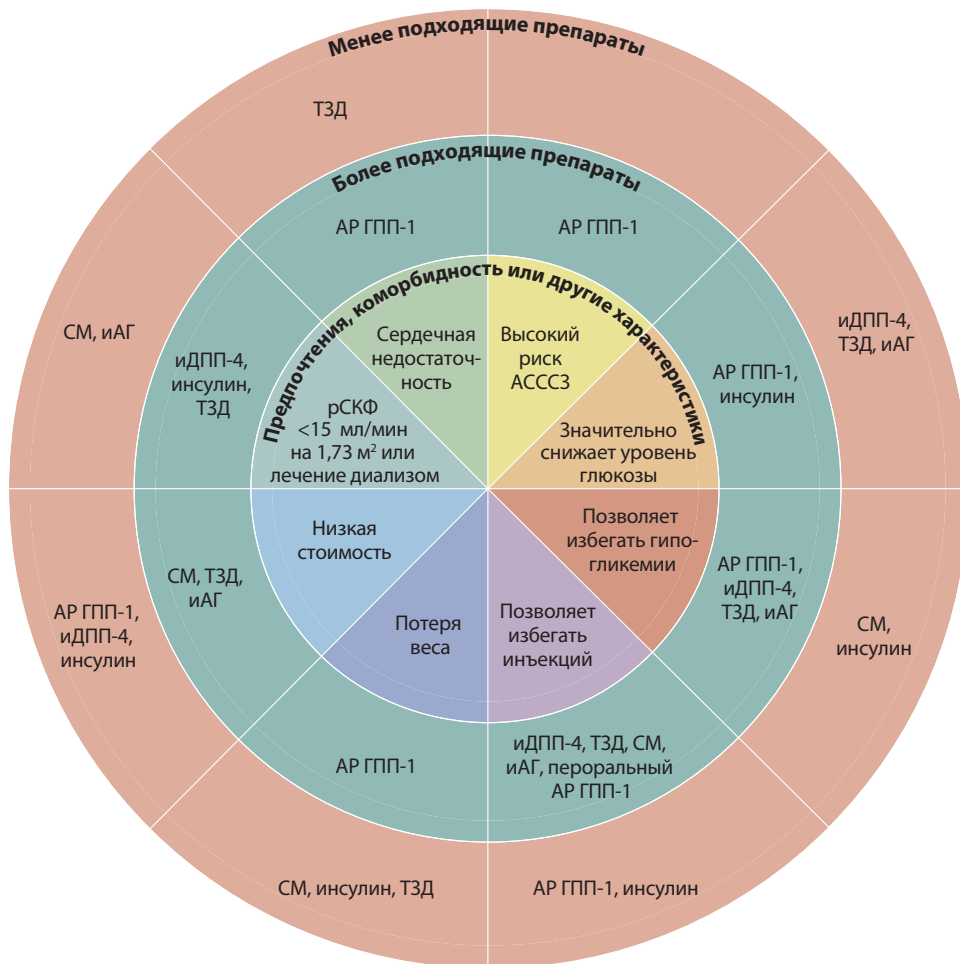 Менее подходящие препараты
ТЗД
Более подходящие препараты
АР ГПП-1
АР ГПП-1
Предпочтения, коморбидность или другие характеристики
Сердечная
недостаточ-
ность
Высокий
риск
АССЗ
СМ, иАГ
иДПП-4,
инсулин,
ТЗД
рСКФ
<15 мл/мин
на 1,73 м² или
лечение диализом
Значительно
снижает уровень
глюкозы
АР ГПП-1,
инсулин
иДПП-4,
ТЗД, иАГ
АР ГПП-1,
иДПП-4,
инсулин
СМ, ТЗД,
иАГ
Низкая
стоимость
Потеря
веса
Позволяет
избегать
инъекций
Позволяет
избегать гипо-
гликемии
АР ГПП-1,
иДПП-4,
ТЗД, иАГ
СМ,
инсулин
АР ГПП-1
иДПП-4, ТЗД, СМ,
иАГ, пероральный
АР ГПП-1
СМ, инсулин, ТЗД
АР ГПП-1, инсулин